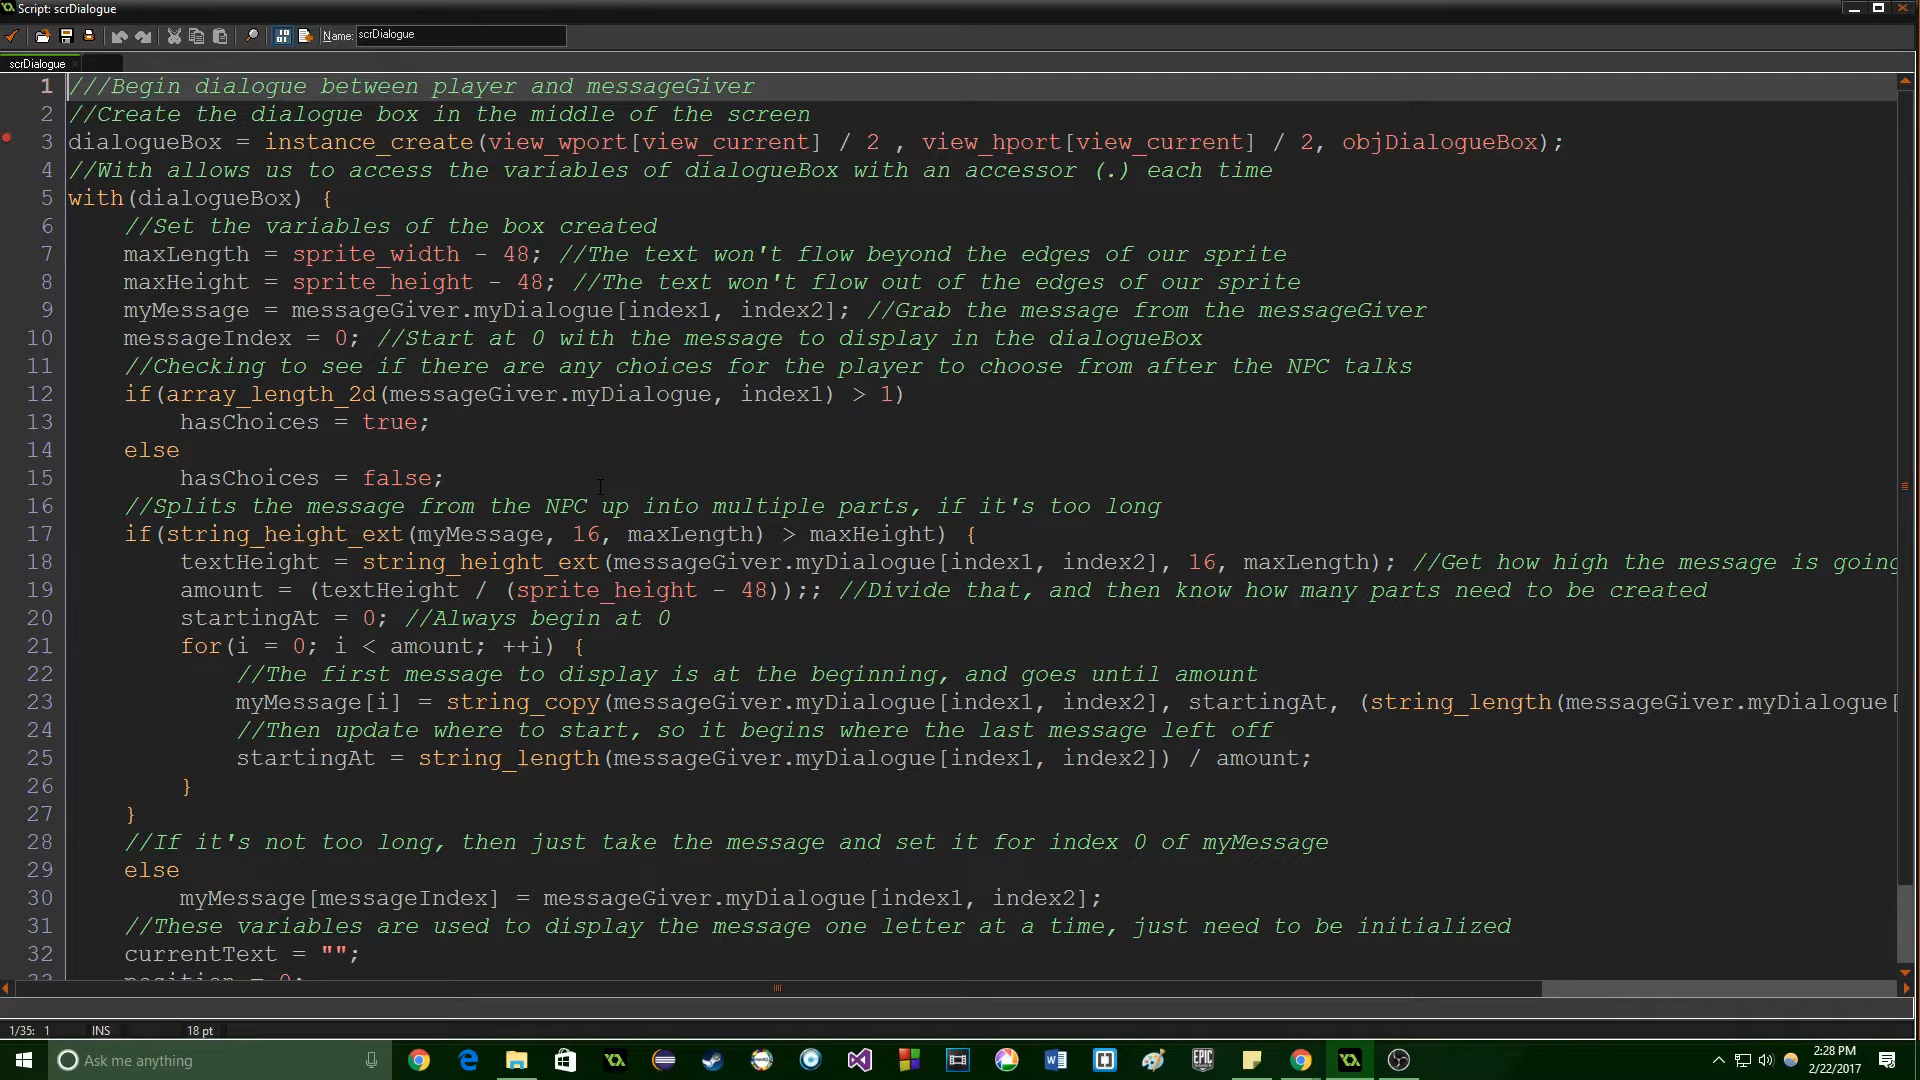 Script: scrDialogue
Name: scrDialogue
scrDialogue
1 ///Begin dialogue between player and messageGiver
2 //Create the dialogue box in the middle of the screen
3 dialogueBox = instance_create(view_wport[view_current] / 2 , view_hport[view_current] / 2, objDialogueBox);
4 //With allows us to access the variables of dialogueBox with an accessor (.) each time
5 with(dialogueBox) {
6 //Set the variables of the box created
7 maxLength = sprite_width - 48; //The text won't flow beyond the edges of our sprite
8 maxHeight = sprite_height - 48; //The text won't flow out of the edges of our sprite
9 myMessage = messageGiver.myDialogue[index1, index2]; //Grab the message from the messageGiver
10 messageIndex = 0; //Start at 0 with the message to display in the dialogueBox
11 //Checking to see if there are any choices for the player to choose from after the NPC talks
12 if(array_length_2d(messageGiver.myDialogue, index1) > 1)
13 hasChoices = true;
14 else
15 hasChoices = false;
16 //Splits the message from the NPC up into multiple parts, if it's too long
17 if(string_height_ext(myMessage, 16, maxLength) > maxHeight) {
18 textHeight = string_height_ext(messageGiver.myDialogue[index1, index2], 16, maxLength); //Get how high the message is going
19 amount = (textHeight / (sprite_height - 48));; //Divide that, and then know how many parts need to be created
20 startingAt = 0; //Always begin at 0
21 for(i = 0; i < amount; ++i) {
22 //The first message to display is at the beginning, and goes until amount
23 myMessage[i] = string_copy(messageGiver.myDialogue[index1, index2], startingAt, (string_length(messageGiver.myDialogue[
24 //Then update where to start, so it begins where the last message left off
25 startingAt = string_length(messageGiver.myDialogue[index1, index2]) / amount;
26 }
27 }
28 //If it's not too long, then just take the message and set it for index 0 of myMessage
29 else
30 myMessage[messageIndex] = messageGiver.myDialogue[index1, index2];
31 //These variables are used to display the message one letter at a time, just need to be initialized
32 currentText = "";
33 position = 0;
1/35: 1 INS 18 pt
Ask me anything
EPIC GAMES
2:28 PM
2/22/2017